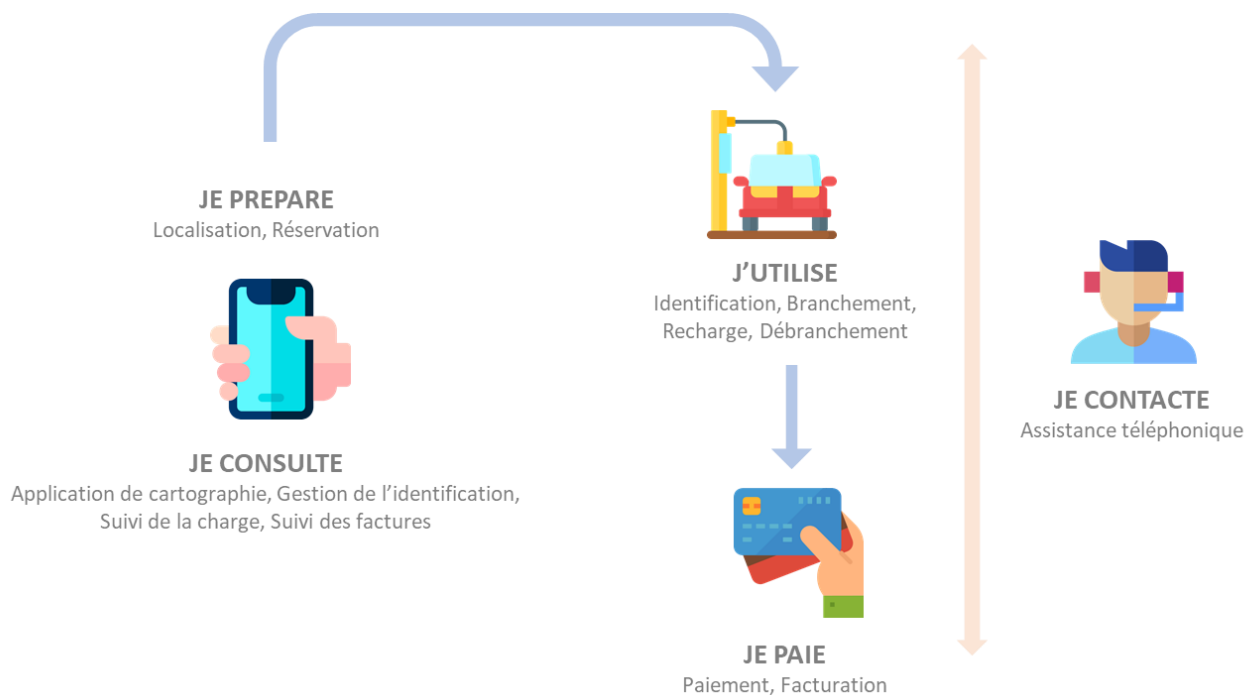 JE PREPARE
Localisation, Réservation
JE CONSULTE
Application de cartographie, Gestion de l’identification,
Suivi de la charge, Suivi des factures
J’UTILISE
Identification, Branchement,
Recharge, Débranchement
JE PAIE
Paiement, Facturation
JE CONTACTE
Assistance téléphonique